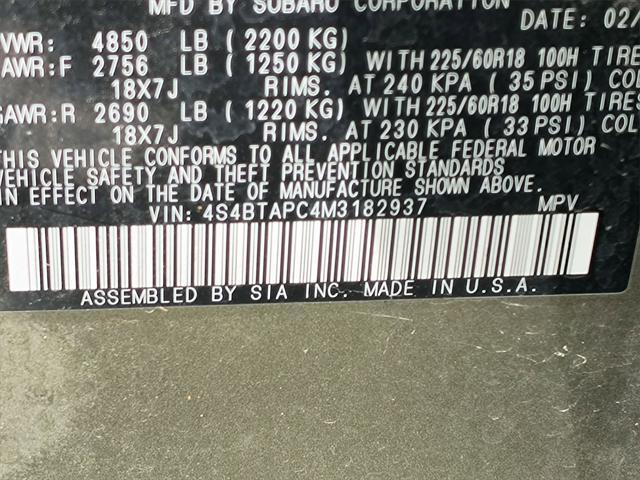 MFD BY SUBARU CORPORATION
DATE: 02
VWR: 4850 LB (2200 KG)
AWR:F 2756 LB (1250 KG) WITH 225/60R18 100H TIRE
18X7J RIMS. AT 240 KPA (35 PSI) COL
GAWR:R 2690 LB (1220 KG) WITH 225/60R18 100H TIRES
18X7J RIMS. AT 230 KPA (33 PSI) COL
THIS VEHICLE CONFORMS TO ALL APPLICABLE FEDERAL MOTOR
VEHICLE SAFETY AND THEFT PREVENTION STANDARDS
IN EFFECT ON THE DATE OF MANUFACTURE SHOWN ABOVE.
VIN: 4S4BTAPC4M3182937 MPV
ASSEMBLED BY SIA INC. MADE IN U.S.A.